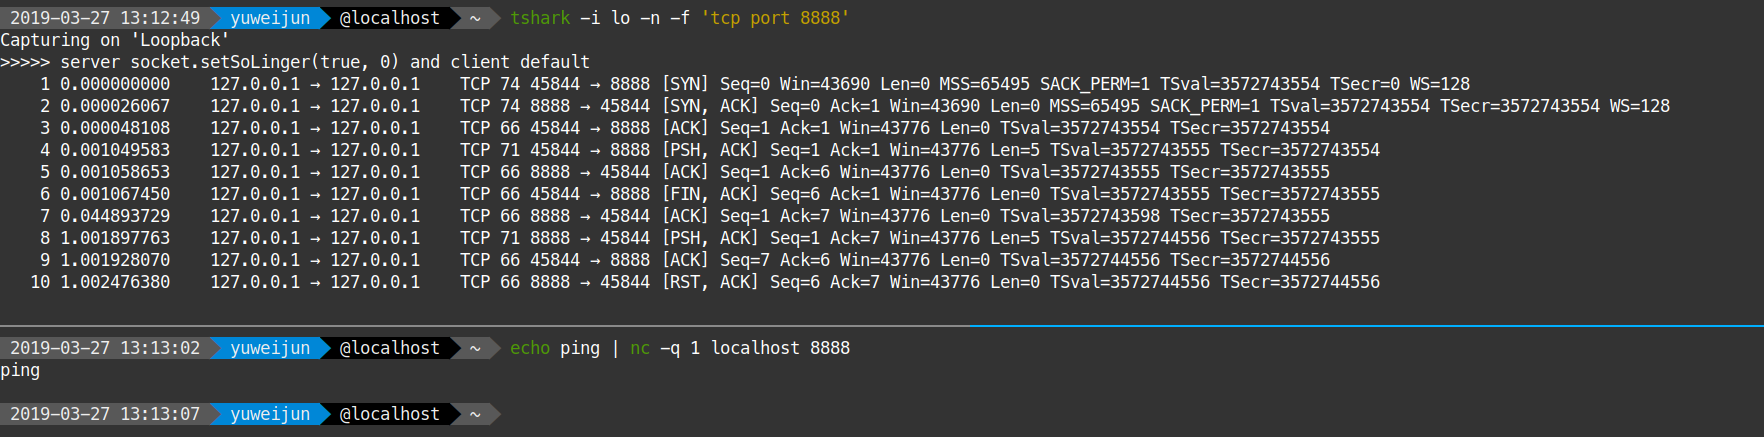 2019-03-27 13:12:49 yuweijun @localhost ~ tshark -i lo -n -f 'tcp port 8888'
Capturing on 'Loopback'
>>>>> server socket.setSoLinger(true, 0) and client default
1 0.000000000 127.0.0.1 → 127.0.0.1 TCP 74 45844 → 8888 [SYN] Seq=0 Win=43690 Len=0 MSS=65495 SACK_PERM=1 TSval=3572743554 TSecr=0 WS=128
2 0.000026067 127.0.0.1 → 127.0.0.1 TCP 74 8888 → 45844 [SYN, ACK] Seq=0 Ack=1 Win=43690 Len=0 MSS=65495 SACK_PERM=1 TSval=3572743554 TSecr=3572743554 WS=128
3 0.000048108 127.0.0.1 → 127.0.0.1 TCP 66 45844 → 8888 [ACK] Seq=1 Ack=1 Win=43776 Len=0 TSval=3572743554 TSecr=3572743554
4 0.001049583 127.0.0.1 → 127.0.0.1 TCP 71 45844 → 8888 [PSH, ACK] Seq=1 Ack=1 Win=43776 Len=5 TSval=3572743555 TSecr=3572743554
5 0.001058653 127.0.0.1 → 127.0.0.1 TCP 66 8888 → 45844 [ACK] Seq=1 Ack=6 Win=43776 Len=0 TSval=3572743555 TSecr=3572743555
6 0.001067450 127.0.0.1 → 127.0.0.1 TCP 66 45844 → 8888 [FIN, ACK] Seq=6 Ack=1 Win=43776 Len=0 TSval=3572743555 TSecr=3572743555
7 0.044893729 127.0.0.1 → 127.0.0.1 TCP 66 8888 → 45844 [ACK] Seq=1 Ack=7 Win=43776 Len=0 TSval=3572743598 TSecr=3572743555
8 1.001897763 127.0.0.1 → 127.0.0.1 TCP 71 8888 → 45844 [PSH, ACK] Seq=1 Ack=7 Win=43776 Len=5 TSval=3572744556 TSecr=3572743555
9 1.001928070 127.0.0.1 → 127.0.0.1 TCP 66 45844 → 8888 [ACK] Seq=7 Ack=6 Win=43776 Len=0 TSval=3572744556 TSecr=3572744556
10 1.002476380 127.0.0.1 → 127.0.0.1 TCP 66 8888 → 45844 [RST, ACK] Seq=6 Ack=7 Win=43776 Len=0 TSval=3572744556 TSecr=3572744556
2019-03-27 13:13:02 yuweijun @localhost ~ echo ping | nc -q 1 localhost 8888
ping
2019-03-27 13:13:07 yuweijun @localhost ~